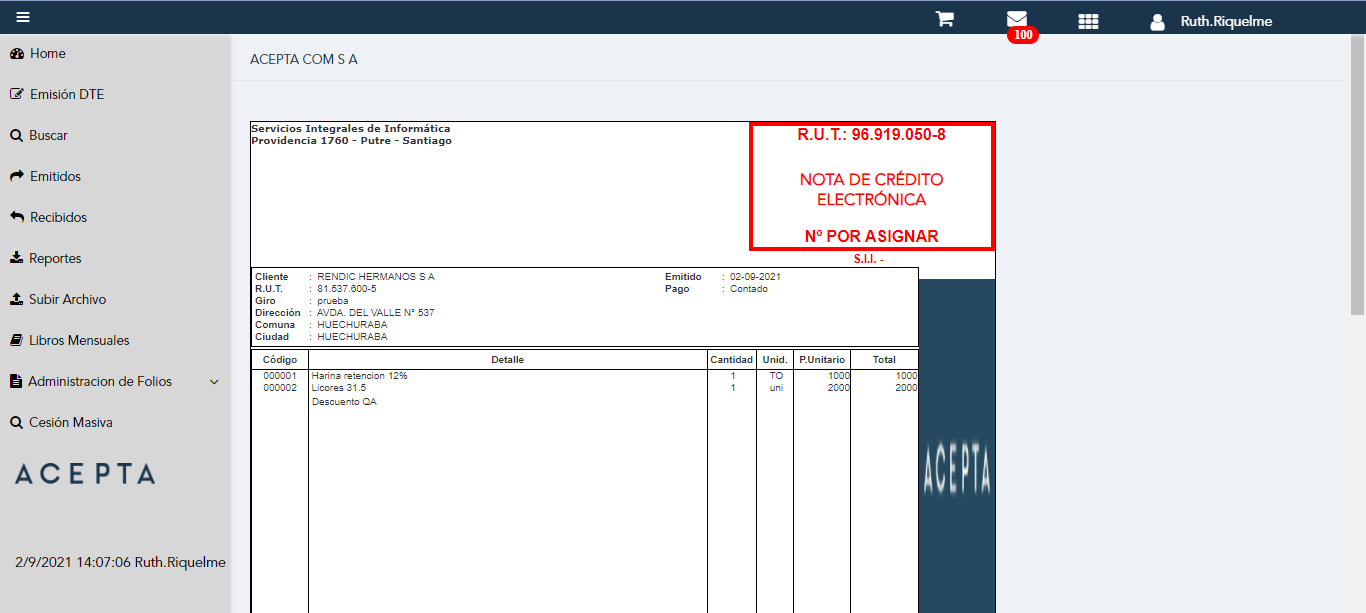 Ruth.Riquelme
100
Home
Emisión DTE
Buscar
Emitidos
Recibidos
Reportes
Subir Archivo
Libros Mensuales
Administracion de Folios
Cesión Masiva
ACEPTA
2/9/2021 14:07:06 Ruth.Riquelme
ACEPTA COM S A
Servicios Integrales de Informática
Providencia 1760 - Putre - Santiago
R.U.T.: 96.919.050-8
NOTA DE CRÉDITO
ELECTRÓNICA
Nº POR ASIGNAR
S.I.I. -
Cliente : RENDIC HERMANOS S A Emitido : 02-09-2021
R.U.T. : 81.537.600-5 Pago : Contado
Giro : prueba
Dirección : AVDA. DEL VALLE N° 537
Comuna : HUECHURABA
Ciudad : HUECHURABA
Código Detalle Cantidad Unid. P.Unitario Total
000001 Harina retencion 12% 1 TO 1000 1000
000002 Licores 31.5 1 uni 2000 2000
Descuento QA
ACEPTA